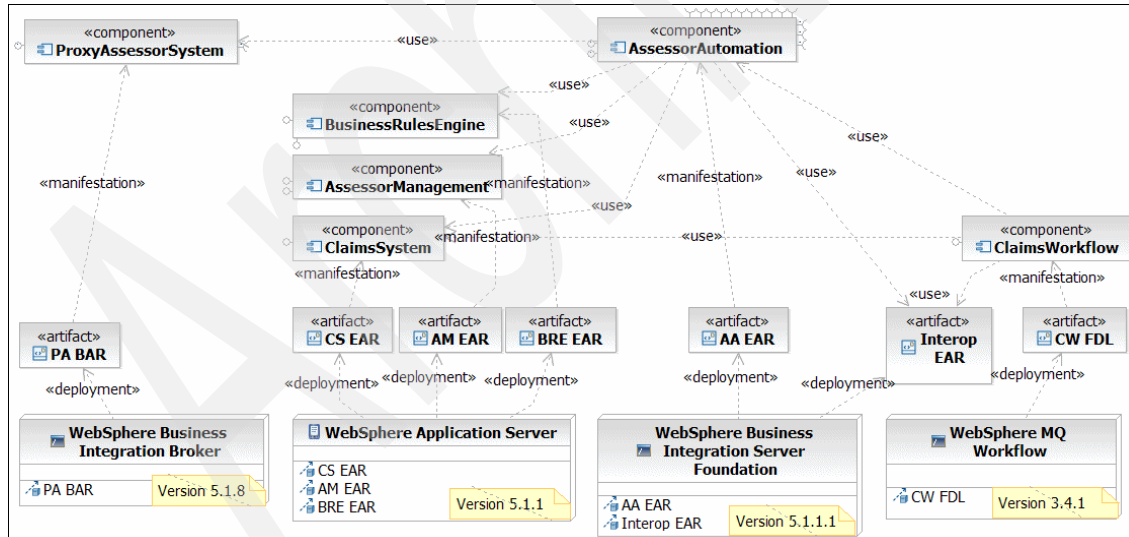 «component»
ProxyAssessorSystem
«use»
«component»
AssessorAutomation
«use»
«component»
BusinessRulesEngine
«use»
«use»
«component»
AssessorManagement
«manifestation»
«manifestation»
«manifestation»
«use»
«use»
«component»
ClaimsSystem
«manifestation»
«use»
«component»
ClaimsWorkflow
«manifestation»
«manifestation»
«use»
«artifact»
PA BAR
«artifact»
CS EAR
«artifact»
AM EAR
«artifact»
BRE EAR
«artifact»
AA EAR
«artifact»
Interop
EAR
«artifact»
CW FDL
«deployment»
«deployment»
«deployment»
«deployment»
«deployment»
«deployment»
WebSphere Business
Integration Broker
PA BAR
Version 5.1.8
WebSphere Application Server
CS EAR
AM EAR
BRE EAR
Version 5.1.1
WebSphere Business
Integration Server
Foundation
AA EAR
Interop EAR
Version 5.1.1.1
WebSphere MQ
Workflow
CW FDL
Version 3.4.1